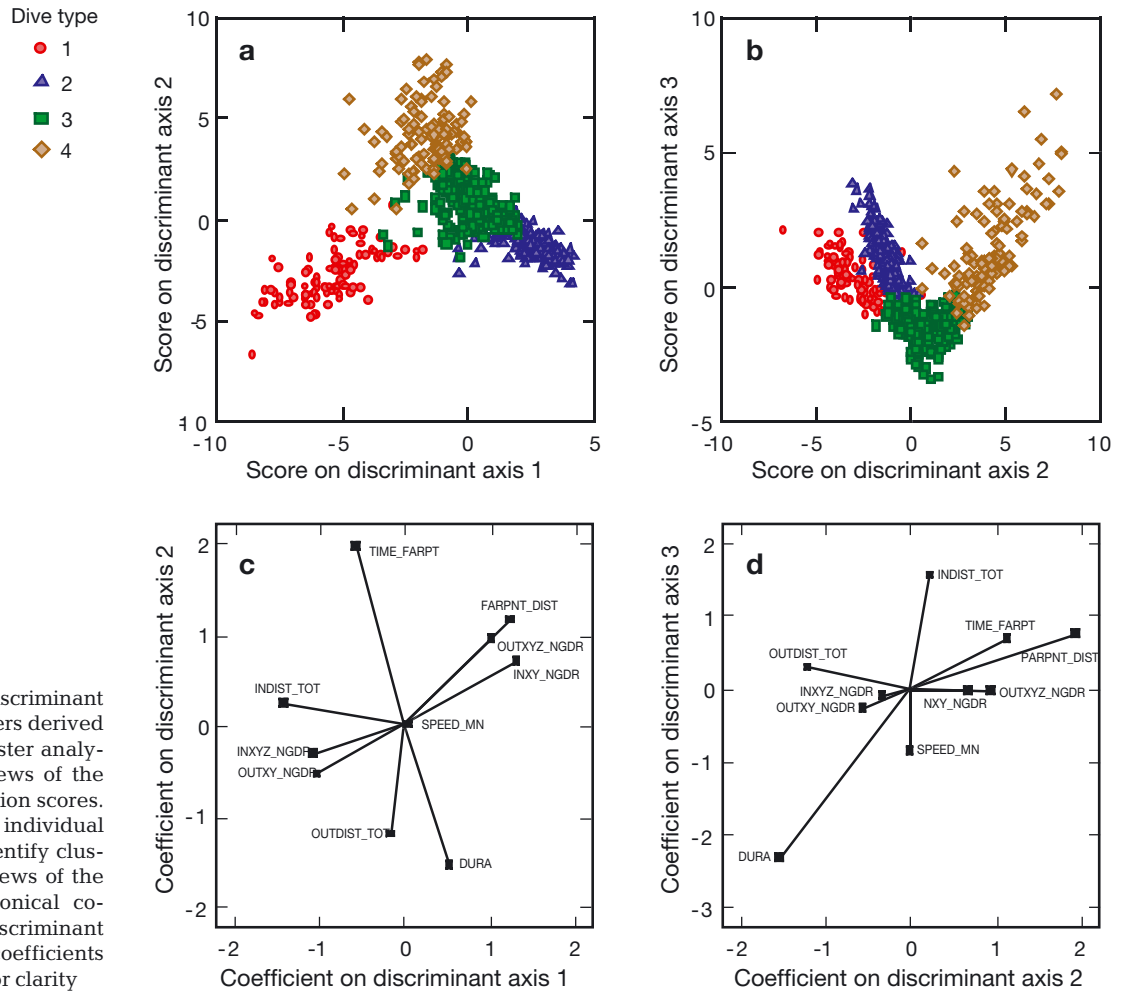 Dive type
1
2
3
4
a
10
5
0
-5
10
-10
-5
0
5
Score on discriminant axis 2
Score on discriminant axis 1
b
10
5
0
-5
-10
-5
0
5
10
Score on discriminant axis 3
Score on discriminant axis 2
c
2
1
0
-1
-2
-2
-1
0
1
2
Coefficient on discriminant axis 2
Coefficient on discriminant axis 1
TIME_FARPT
FARPNT_DIST
OUTXYZ_NGDR
INXY_NGDR
INDIST_TOT
SPEED_MN
INXYZ_NGDR
OUTXY_NGDR
OUTDIST_TOT
DURA
d
2
1
0
-1
-2
-3
-2
-1
0
1
2
Coefficient on discriminant axis 3
Coefficient on discriminant axis 2
INDIST_TOT
TIME_FARPT
PARPNT_DIST
OUTDIST_TOT
INXYZ_NGDR
OUTXY_NGDR
NXY_NGDR
OUTXYZ_NGDR
SPEED_MN
DURA
scriminant
ers derived
ster analy-
ews of the
ion scores.
individual
entify clus-
ews of the
onical co-
scriminant
oefficients
or clarity